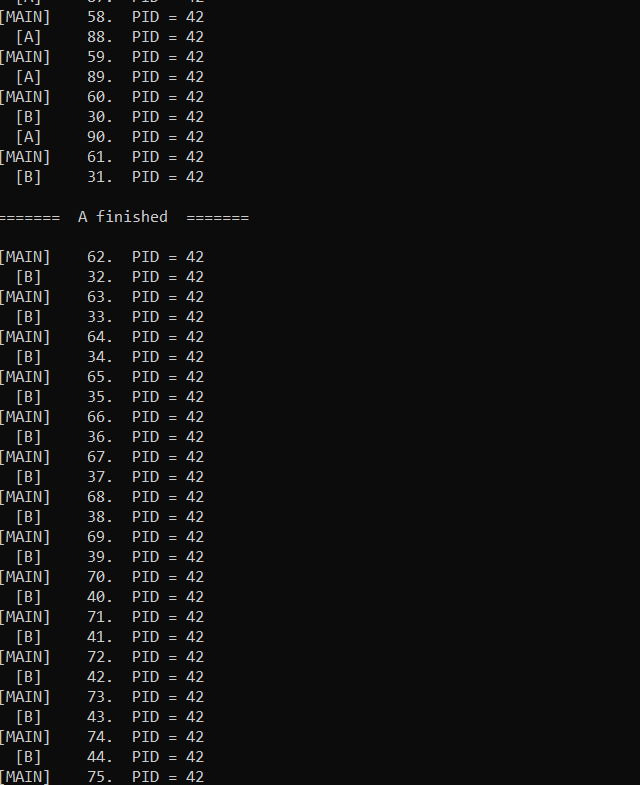 [MAIN] 58. PID = 42
[A] 88. PID = 42
[MAIN] 59. PID = 42
[A] 89. PID = 42
[MAIN] 60. PID = 42
[B] 30. PID = 42
[A] 90. PID = 42
[MAIN] 61. PID = 42
[B] 31. PID = 42
======= A finished =======
[MAIN] 62. PID = 42
[B] 32. PID = 42
[MAIN] 63. PID = 42
[B] 33. PID = 42
[MAIN] 64. PID = 42
[B] 34. PID = 42
[MAIN] 65. PID = 42
[B] 35. PID = 42
[MAIN] 66. PID = 42
[B] 36. PID = 42
[MAIN] 67. PID = 42
[B] 37. PID = 42
[MAIN] 68. PID = 42
[B] 38. PID = 42
[MAIN] 69. PID = 42
[B] 39. PID = 42
[MAIN] 70. PID = 42
[B] 40. PID = 42
[MAIN] 71. PID = 42
[B] 41. PID = 42
[MAIN] 72. PID = 42
[B] 42. PID = 42
[MAIN] 73. PID = 42
[B] 43. PID = 42
[MAIN] 74. PID = 42
[B] 44. PID = 42
[MAIN] 75. PID = 42